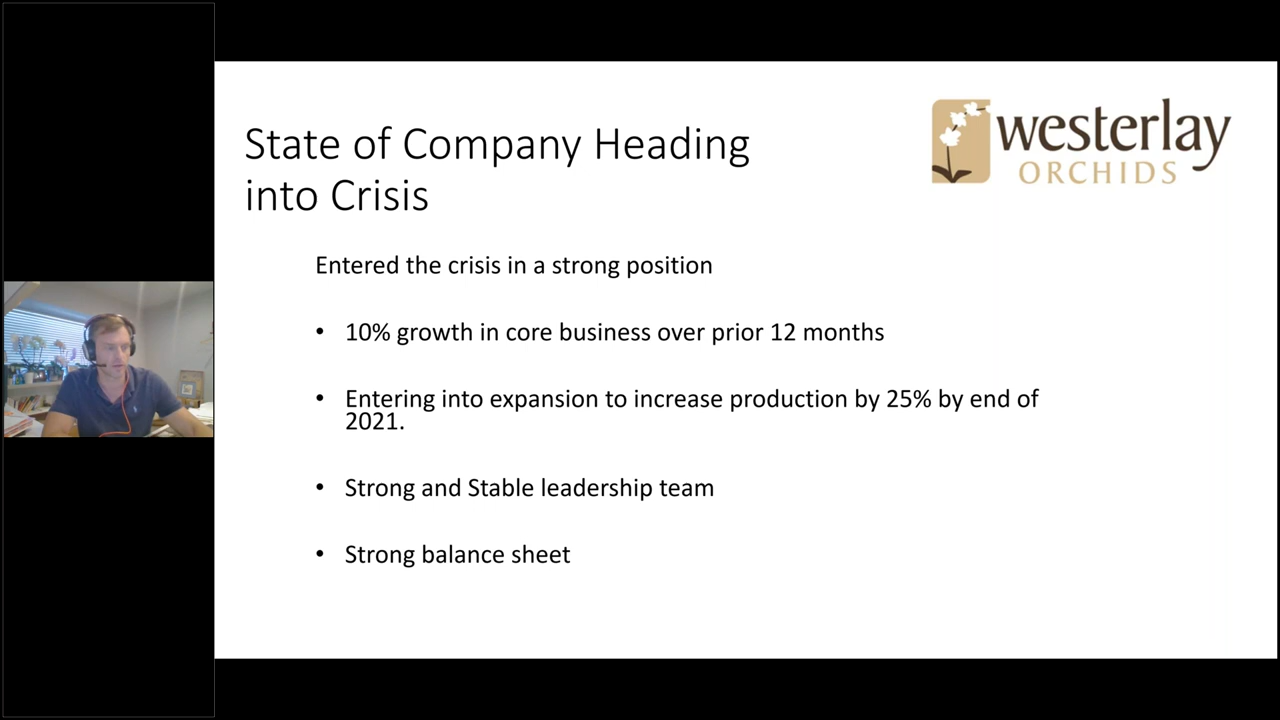 State of Company Heading
into Crisis
westerlay
ORCHIDS
Entered the crisis in a strong position
• 10% growth in core business over prior 12 months
• Entering into expansion to increase production by 25% by end of
2021.
• Strong and Stable leadership team
• Strong balance sheet